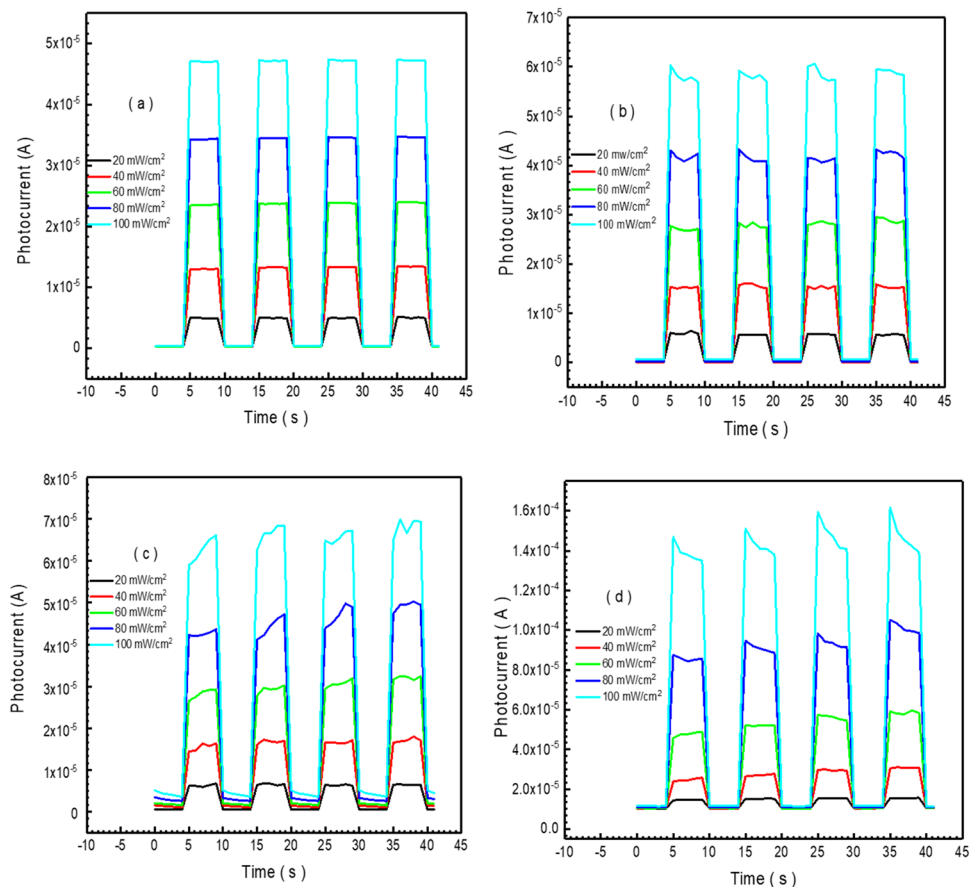 5x10⁻⁵
4x10⁻⁵
3x10⁻⁵
2x10⁻⁵
1x10⁻⁵
0
Photocurrent (A)
( a )
20 mW/cm²
40 mW/cm²
60 mW/cm²
80 mW/cm²
100 mW/cm²
-10 -5 0 5 10 15 20 25 30 35 40 45
Time ( s )
7x10⁻⁵
6x10⁻⁵
5x10⁻⁵
4x10⁻⁵
3x10⁻⁵
2x10⁻⁵
1x10⁻⁵
0
Photocurrent (A )
( b )
20 mw/cm²
40 mW/cm²
60 mW/cm²
80 mW/cm²
100 mW/cm²
-10 -5 0 5 10 15 20 25 30 35 40 45
Time ( s )
8x10⁻⁵
7x10⁻⁵
6x10⁻⁵
5x10⁻⁵
4x10⁻⁵
3x10⁻⁵
2x10⁻⁵
1x10⁻⁵
0
Photocurrent (A)
( c )
20 mW/cm²
40 mW/cm²
60 mW/cm²
80 mW/cm²
100 mW/cm²
-10 -5 0 5 10 15 20 25 30 35 40 45
Time ( s )
1.6x10⁻⁴
1.4x10⁻⁴
1.2x10⁻⁴
1.0x10⁻⁴
8.0x10⁻⁵
6.0x10⁻⁵
4.0x10⁻⁵
2.0x10⁻⁵
0.0
Photocurrent ( A )
( d )
20 mW/cm²
40 mW/cm²
60 mW/cm²
80 mW/cm²
100 mW/cm²
-10 -5 0 5 10 15 20 25 30 35 40 45
Time ( s )